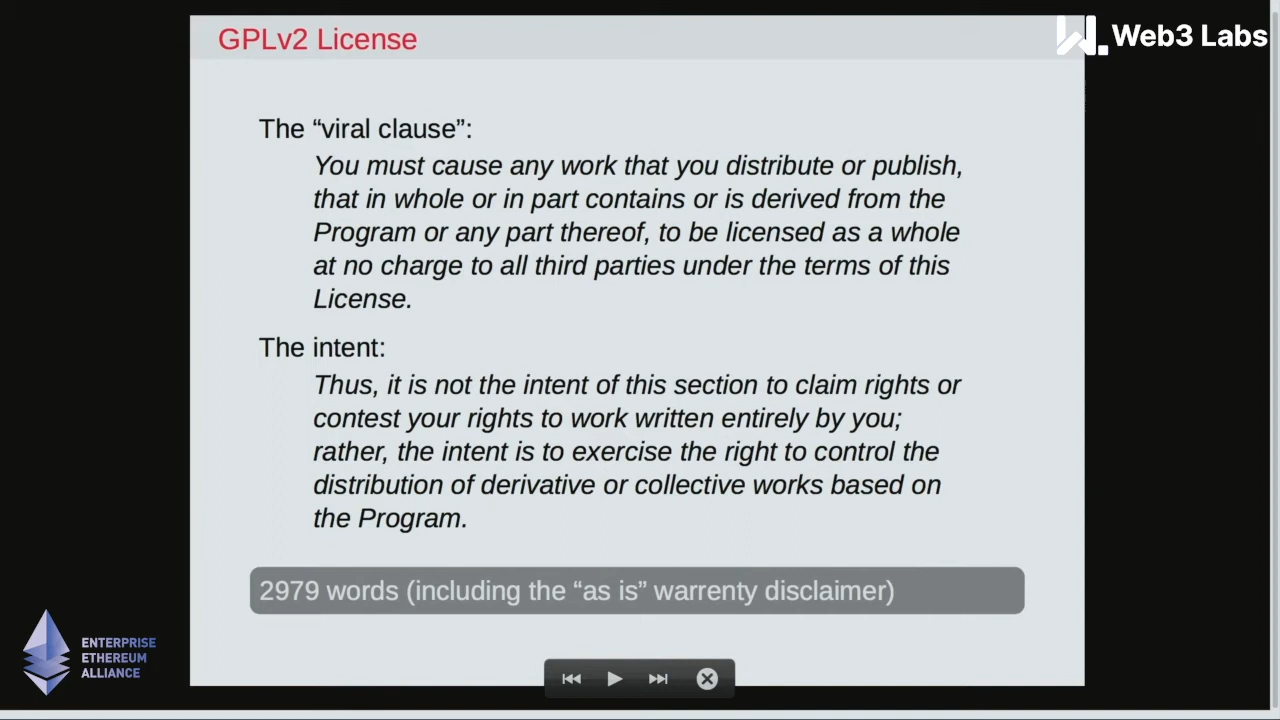 GPLv2 License
Web3 Labs
The “viral clause”:
You must cause any work that you distribute or publish,
that in whole or in part contains or is derived from the
Program or any part thereof, to be licensed as a whole
at no charge to all third parties under the terms of this
License.
The intent:
Thus, it is not the intent of this section to claim rights or
contest your rights to work written entirely by you;
rather, the intent is to exercise the right to control the
distribution of derivative or collective works based on
the Program.
2979 words (including the “as is” warrenty disclaimer)
ENTERPRISE
ETHEREUM
ALLIANCE